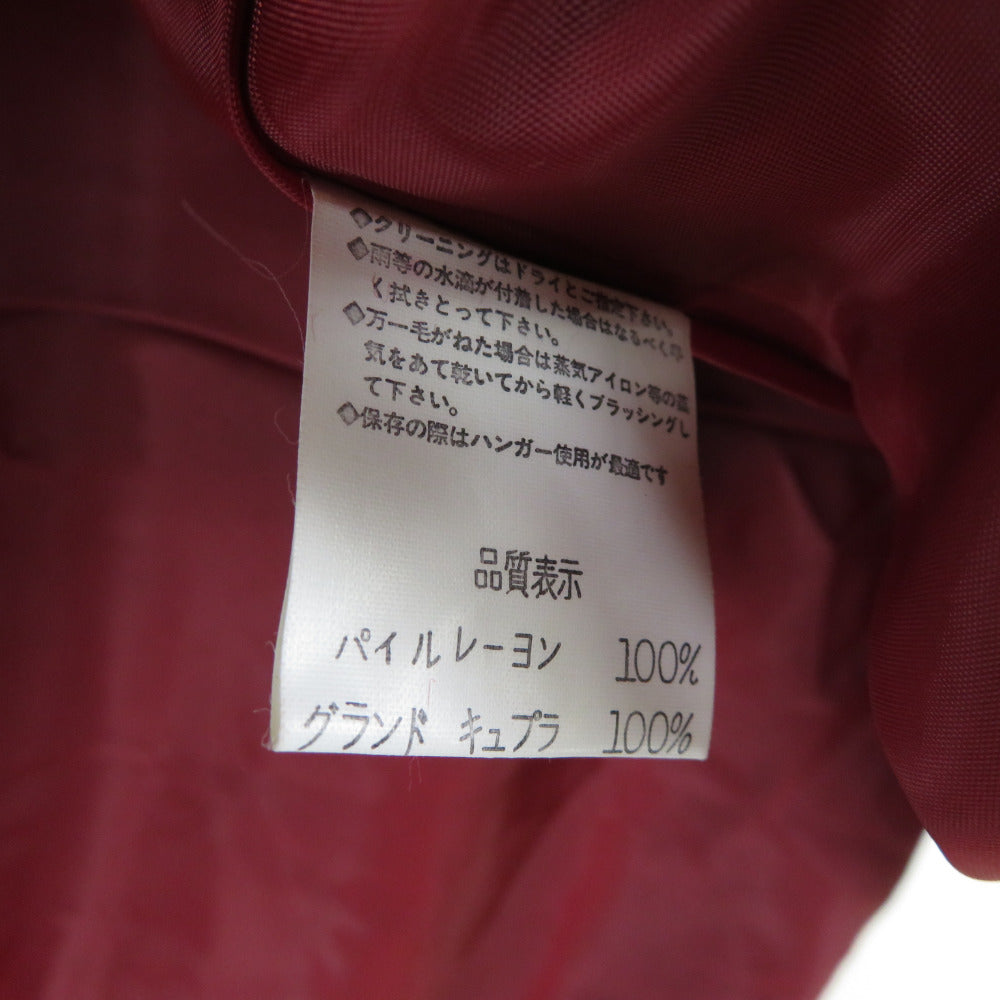 ◈クリーニングはドライとご指定下さい。
◈雨等の水滴が付着した場合はなるべく早
く拭きとって下さい。
◈万一毛がねた場合は蒸気アイロン等の蒸
気をあて乾いてから軽くブラッシングし
て下さい。
◈保存の際はハンガー使用が最適です
品質表示
パイルレーヨン 100%
グランド キュプラ 100%